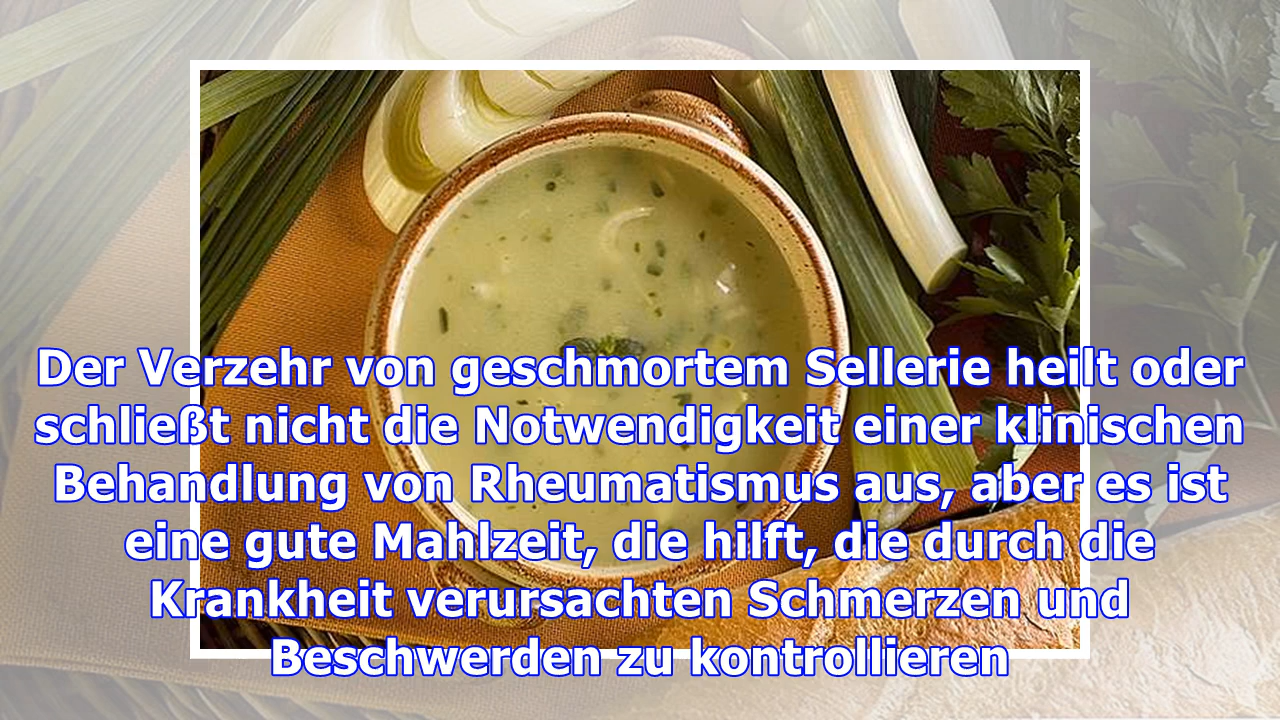 Der Verzehr von geschmortem Sellerie heilt oder
schließt nicht die Notwendigkeit einer klinischen
Behandlung von Rheumatismus aus, aber es ist
eine gute Mahlzeit, die hilft, die durch die
Krankheit verursachten Schmerzen und
Beschwerden zu kontrollieren